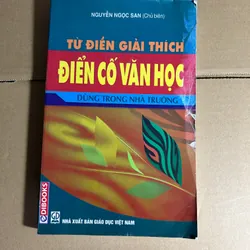 NGUYỄN NGỌC SAN (Chủ biên)
TỪ ĐIỂN GIẢI THÍCH
ĐIỂN CỐ VĂN HỌC
DÙNG TRONG NHÀ TRƯỜNG
DIBOOKS
NHÀ XUẤT BẢN GIÁO DỤC VIỆT NAM